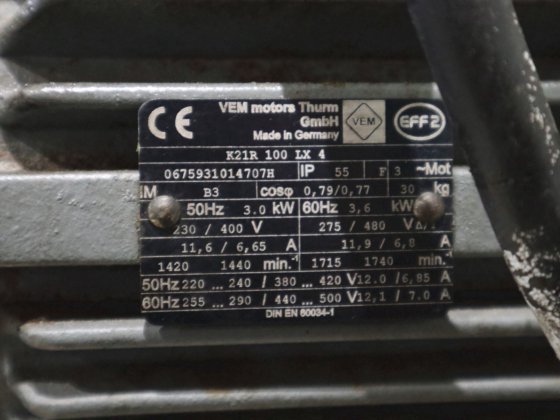 CE VEM motors Thurm
GmbH VEM EFF2
Made in Germany
K21R 100 LX 4
0675931014707H IP 55 F 3 ~Mot
IM B3 cosφ 0,79/0,77 30 kg
50Hz 3.0 kW 60Hz 3,6 kW
230 / 400 V 275 / 480 V
11,6 / 6,65 A 11,9 / 6,8 A
1420 1440 min.⁻¹ 1715 1740 min.⁻¹
50Hz 220 ... 240 / 380 ... 420 V 12.0 / 6,85 A
60Hz 255 ... 290 / 440 ... 500 V 12,1 / 7.0 A
DIN EN 60034-1